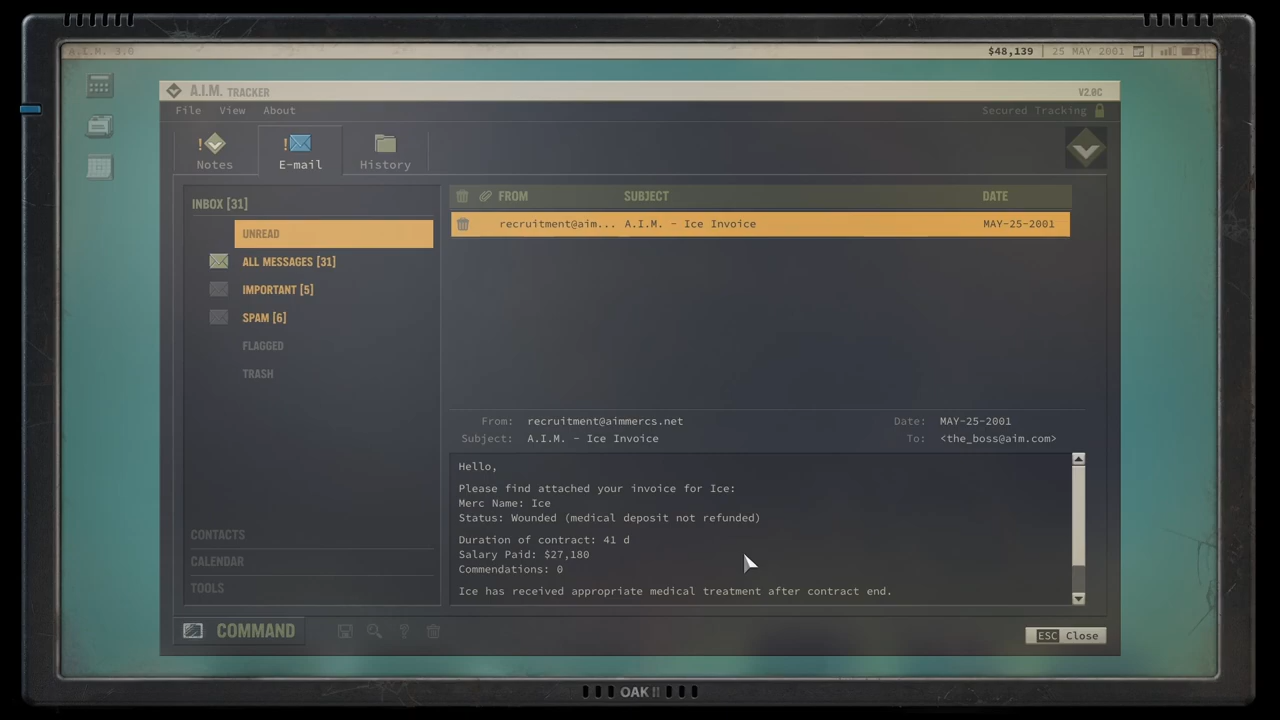 A.I.M. 3.0
$48,139 | 25 MAY 2001
A.I.M. TRACKER
V2.0C
File View About
Secured Tracking
Notes
E-mail
History
INBOX [31]
UNREAD
ALL MESSAGES [31]
IMPORTANT [5]
SPAM [6]
FLAGGED
TRASH
CONTACTS
CALENDAR
TOOLS
FROM SUBJECT DATE
recruitment@aim... A.I.M. - Ice Invoice MAY-25-2001
From: recruitment@aimmercs.net Date: MAY-25-2001
Subject: A.I.M. - Ice Invoice To: <the_boss@aim.com>
Hello,
Please find attached your invoice for Ice:
Merc Name: Ice
Status: Wounded (medical deposit not refunded)
Duration of contract: 41 d
Salary Paid: $27,180
Commendations: 0
Ice has received appropriate medical treatment after contract end.
COMMAND
ESC Close
OAK II